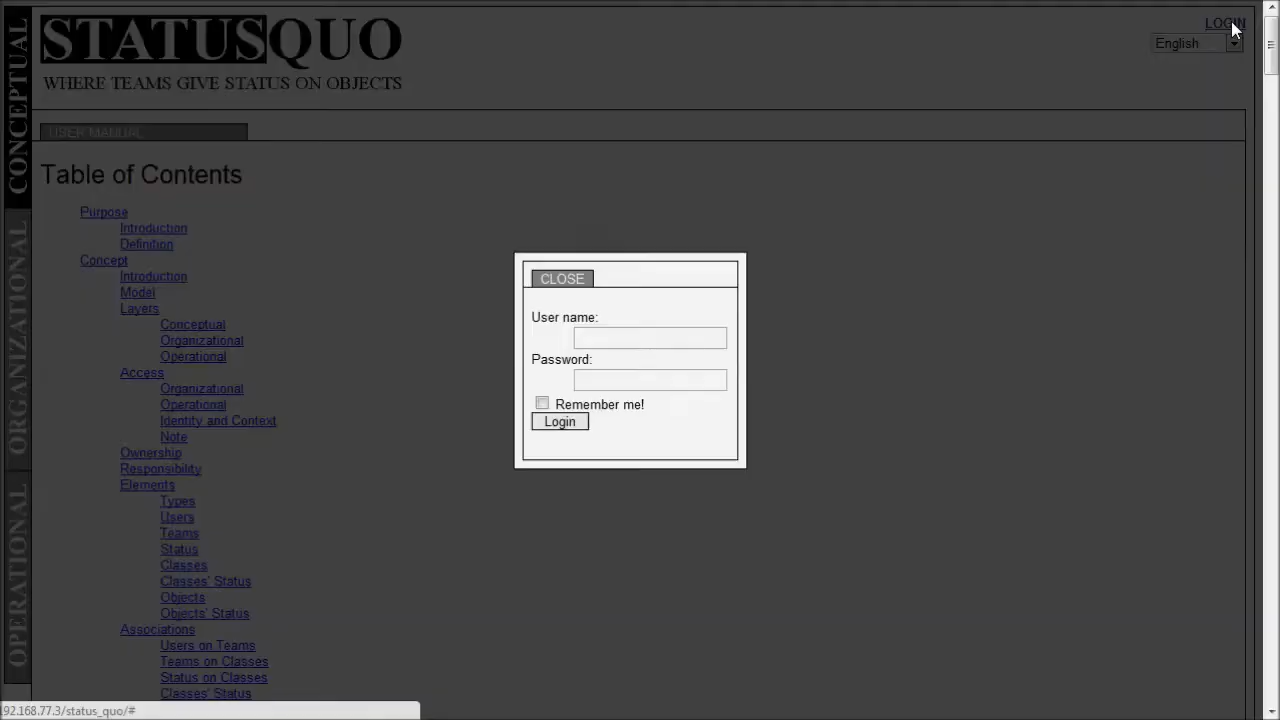 STATUSQUO
WHERE TEAMS GIVE STATUS ON OBJECTS
LOGIN
English
CONCEPTUAL
ORGANIZATIONAL
OPERATIONAL
USER MANUAL
Table of Contents
Purpose
Introduction
Definition
Concept
Introduction
Model
Layers
Conceptual
Organizational
Operational
Access
Organizational
Operational
Identity and Context
Note
Ownership
Responsibility
Elements
Types
Users
Teams
Status
Classes
Classes' Status
Objects
Objects' Status
Associations
Users on Teams
Teams on Classes
Status on Classes
Classes' Status
CLOSE
User name:
Password:
Remember me!
Login
92.168.77.3/status_quo/#